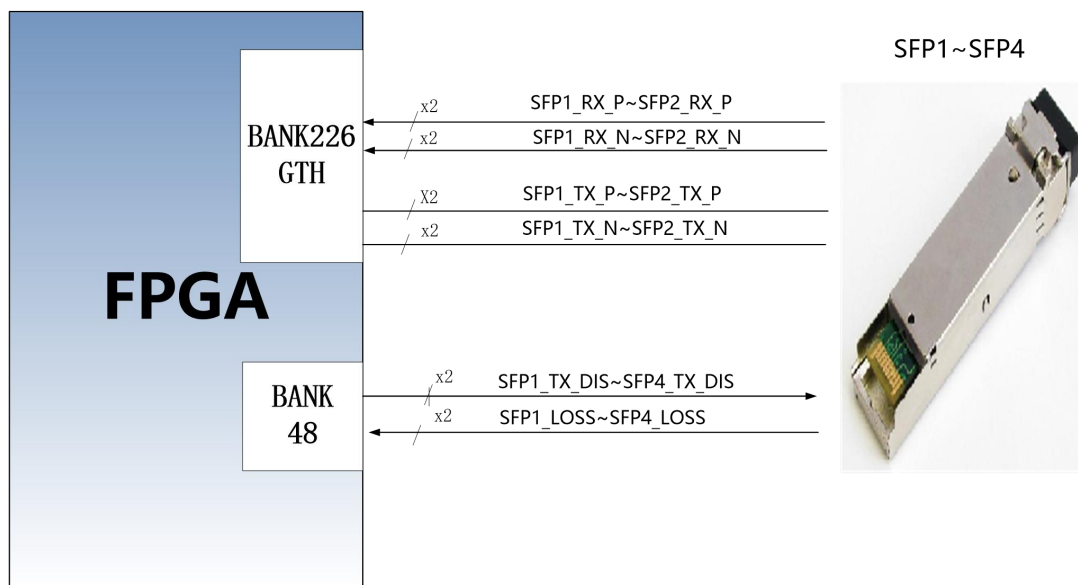 SFP1~SFP4
x2
SFP1_RX_P~SFP2_RX_P
x2
SFP1_RX_N~SFP2_RX_N
BANK226
GTH
X2
SFP1_TX_P~SFP2_TX_P
x2
SFP1_TX_N~SFP2_TX_N
FPGA
x2
SFP1_TX_DIS~SFP4_TX_DIS
x2
SFP1_LOSS~SFP4_LOSS
BANK
48